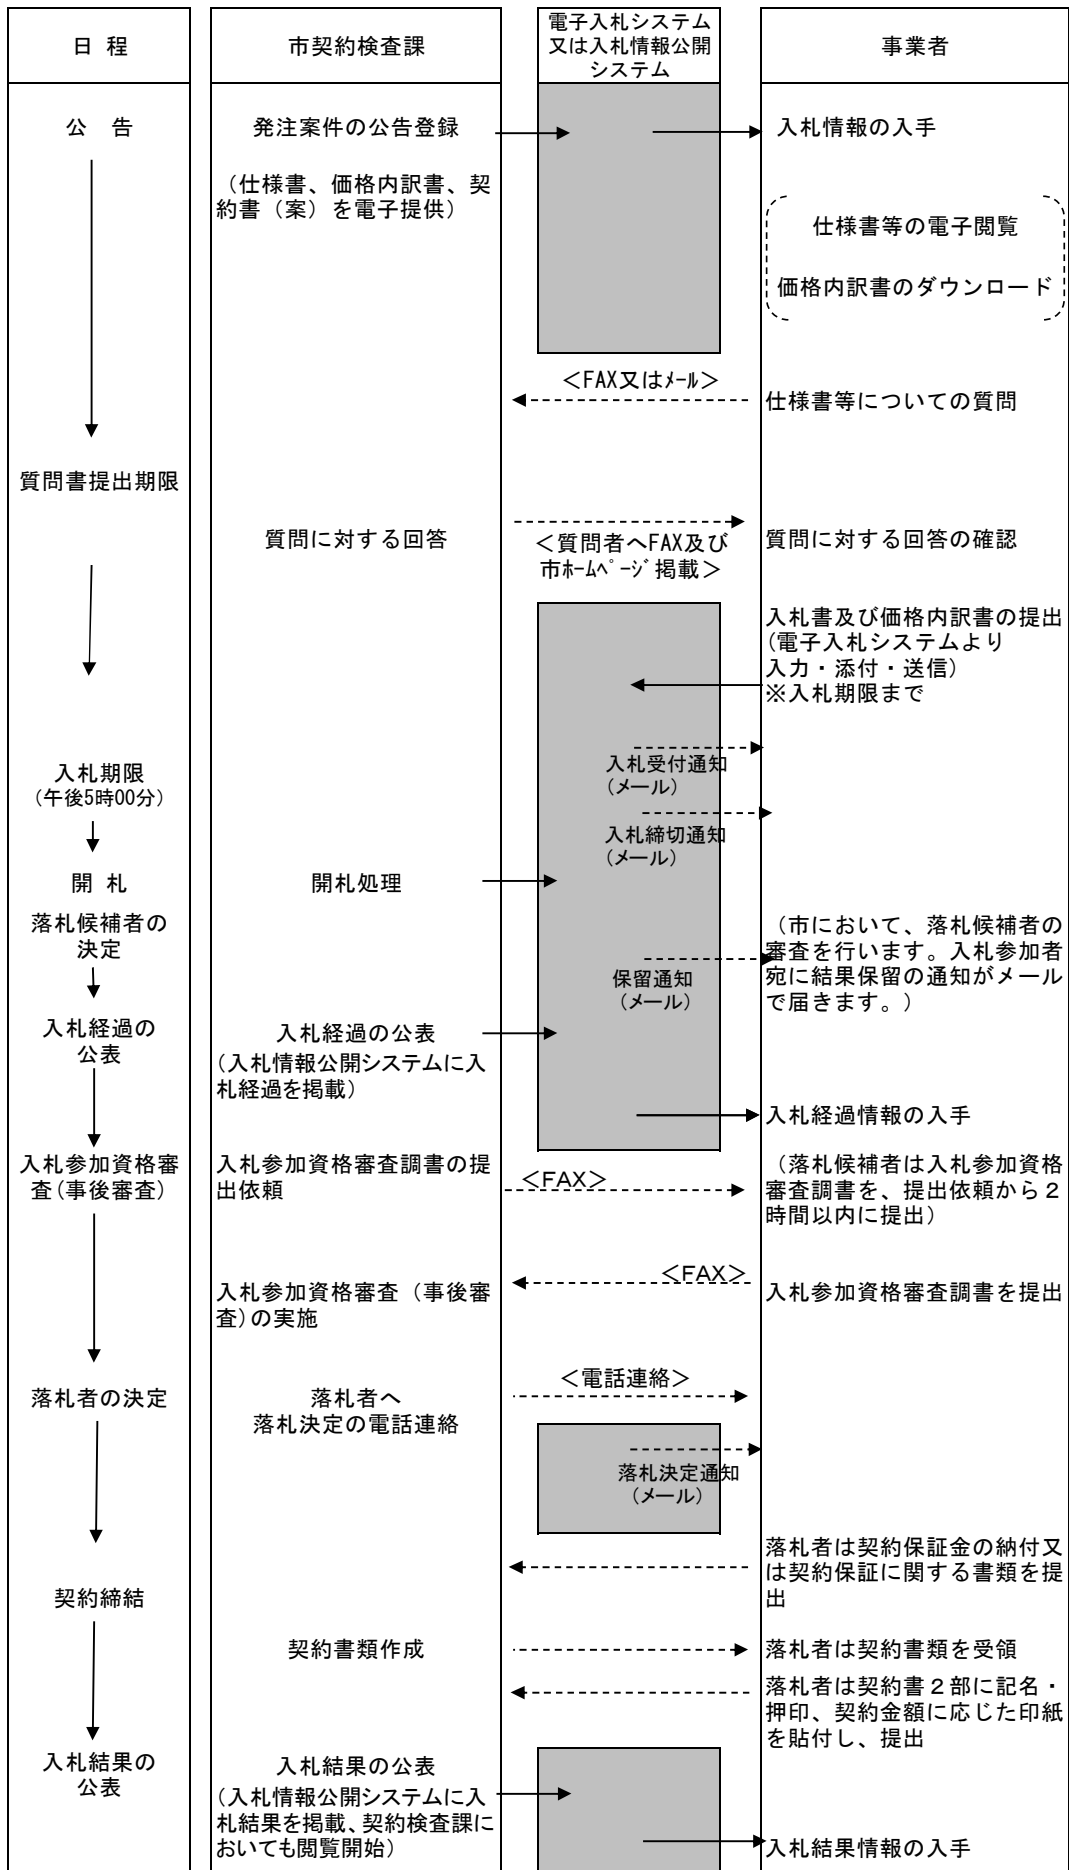 日 程
市契約検査課
電子入札システム
又は入札情報公開
システム
事業者
公 告
発注案件の公告登録
入札情報の入手
（仕様書、価格内訳書、契
約書（案）を電子提供）
仕様書等の電子閲覧
価格内訳書のダウンロード
＜FAX又はﾒｰﾙ＞
仕様書等についての質問
質問書提出期限
質問に対する回答
＜質問者へFAX及び
市ﾎｰﾑﾍﾟｰｼﾞ掲載＞
質問に対する回答の確認
入札書及び価格内訳書の提出
(電子入札システムより
入力・添付・送信）
※入札期限まで
入札受付通知
(メール)
入札期限
（午後5時00分）
入札締切通知
(メール)
開 札
開札処理
落札候補者の
決定
（市において、落札候補者の
審査を行います。入札参加者
宛に結果保留の通知がメール
で届きます。）
保留通知
（メール）
入札経過の
公表
入札経過の公表
(入札情報公開システムに入
札経過を掲載）
入札経過情報の入手
入札参加資格審
査(事後審査)
入札参加資格審査調書の提
出依頼
＜FAX＞
（落札候補者は入札参加資格
審査調書を、提出依頼から２
時間以内に提出）
＜FAX＞
入札参加資格審査（事後審
査)の実施
入札参加資格審査調書を提出
落札者の決定
落札者へ
落札決定の電話連絡
＜電話連絡＞
落札決定通知
（メール）
落札者は契約保証金の納付又
は契約保証に関する書類を提
出
契約締結
契約書類作成
落札者は契約書類を受領
落札者は契約書２部に記名・
押印、契約金額に応じた印紙
を貼付し、提出
入札結果の
公表
入札結果の公表
(入札情報公開システムに入
札結果を掲載、契約検査課に
おいても閲覧開始）
入札結果情報の入手